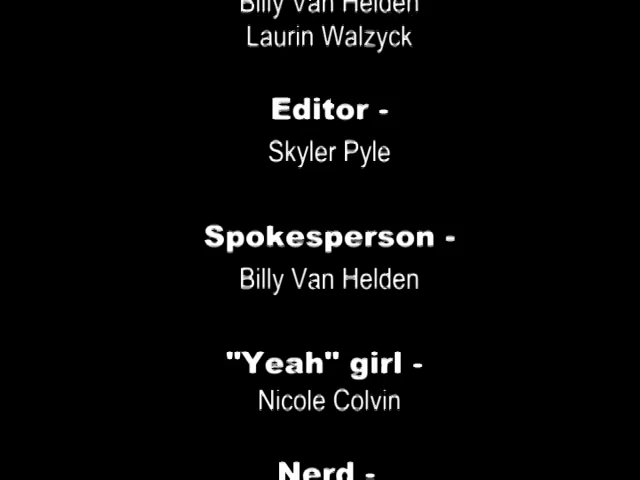 Billy Van Helden
Laurin Walzyck
Editor -
Skyler Pyle
Spokesperson -
Billy Van Helden
"Yeah" girl -
Nicole Colvin
Nerd -